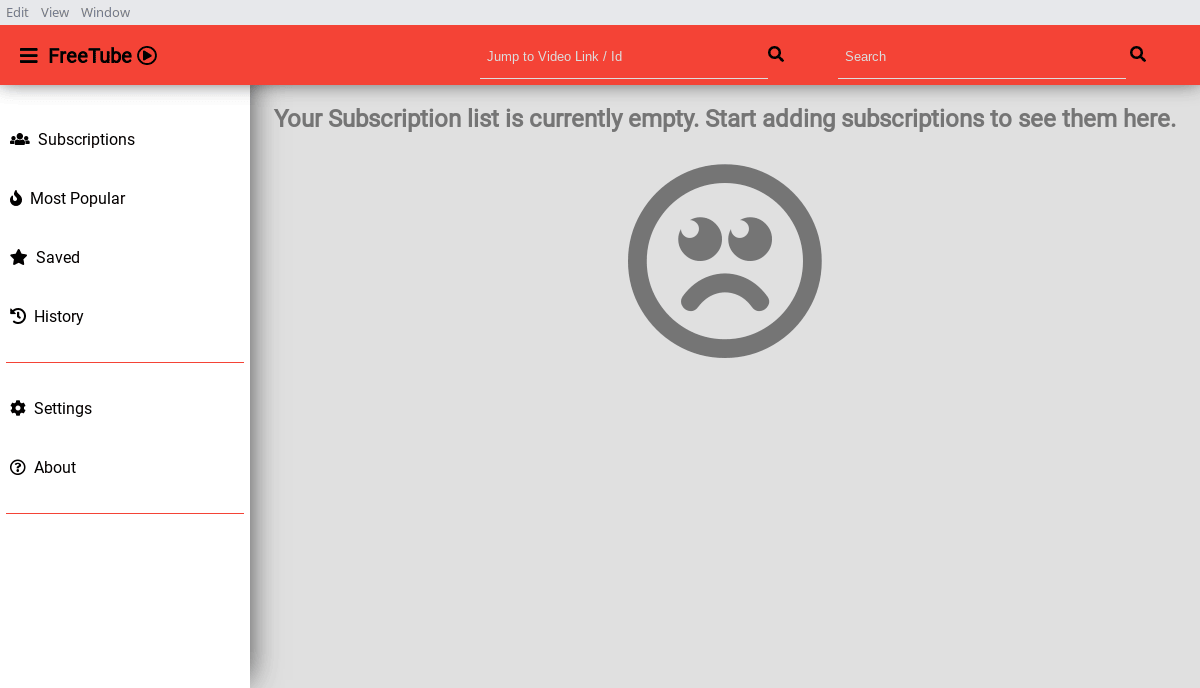 Edit View Window
FreeTube
Jump to Video Link / Id
Search
Subscriptions
Most Popular
Saved
History
Settings
About
Your Subscription list is currently empty. Start adding subscriptions to see them here.